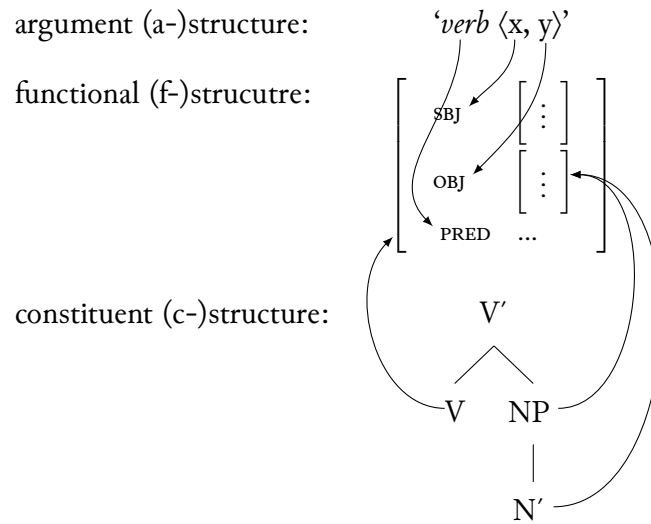 argument (a-)structure: ‘verb ⟨x, y⟩’
functional (f-)strucutre:
SBJ [⋮]
OBJ [⋮]
PRED ...
constituent (c-)structure: V′
V NP
N′